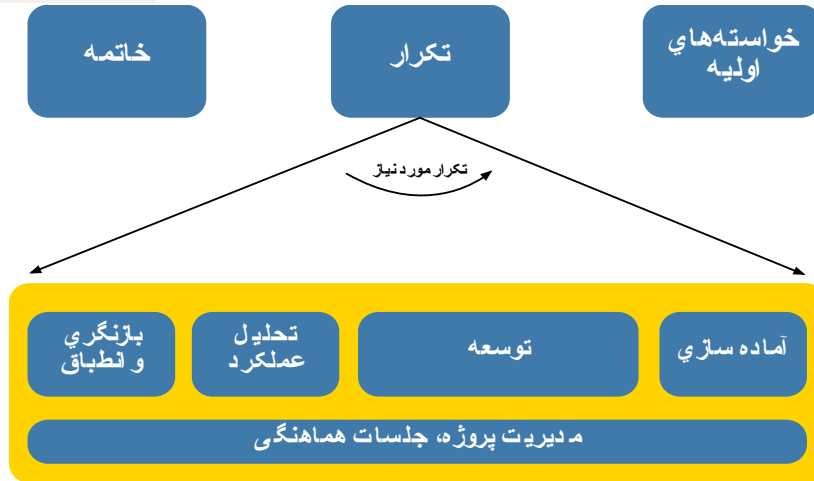 خواسته‌هاي
اوليه
تكرار
خاتمه
تكرار مورد نياز
آماده سازي
توسعه
تحليل
عملكرد
بازنگري
و انطباق
مديريت پروژه، جلسات هماهنگی